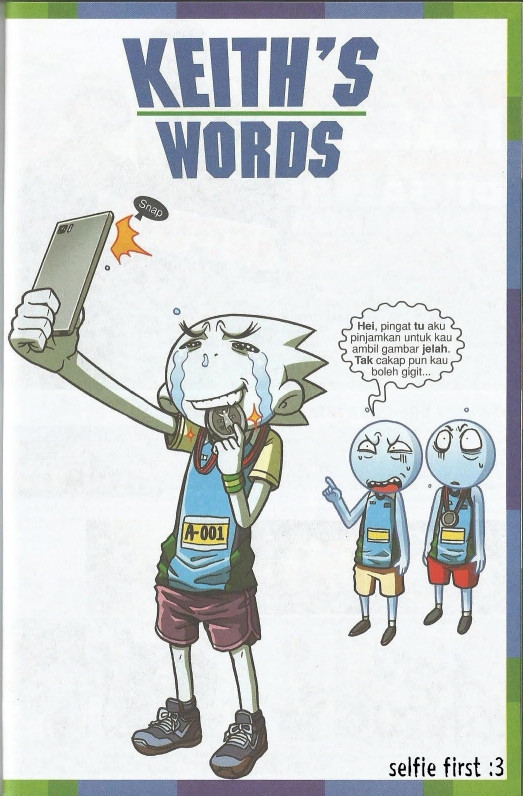 KEITH'S
WORDS
Snap
Hei, pingat tu aku
pinjamkan untuk kau
ambil gambar jelah.
Tak cakap pun kau
boleh gigit...
A-001
selfie first :3